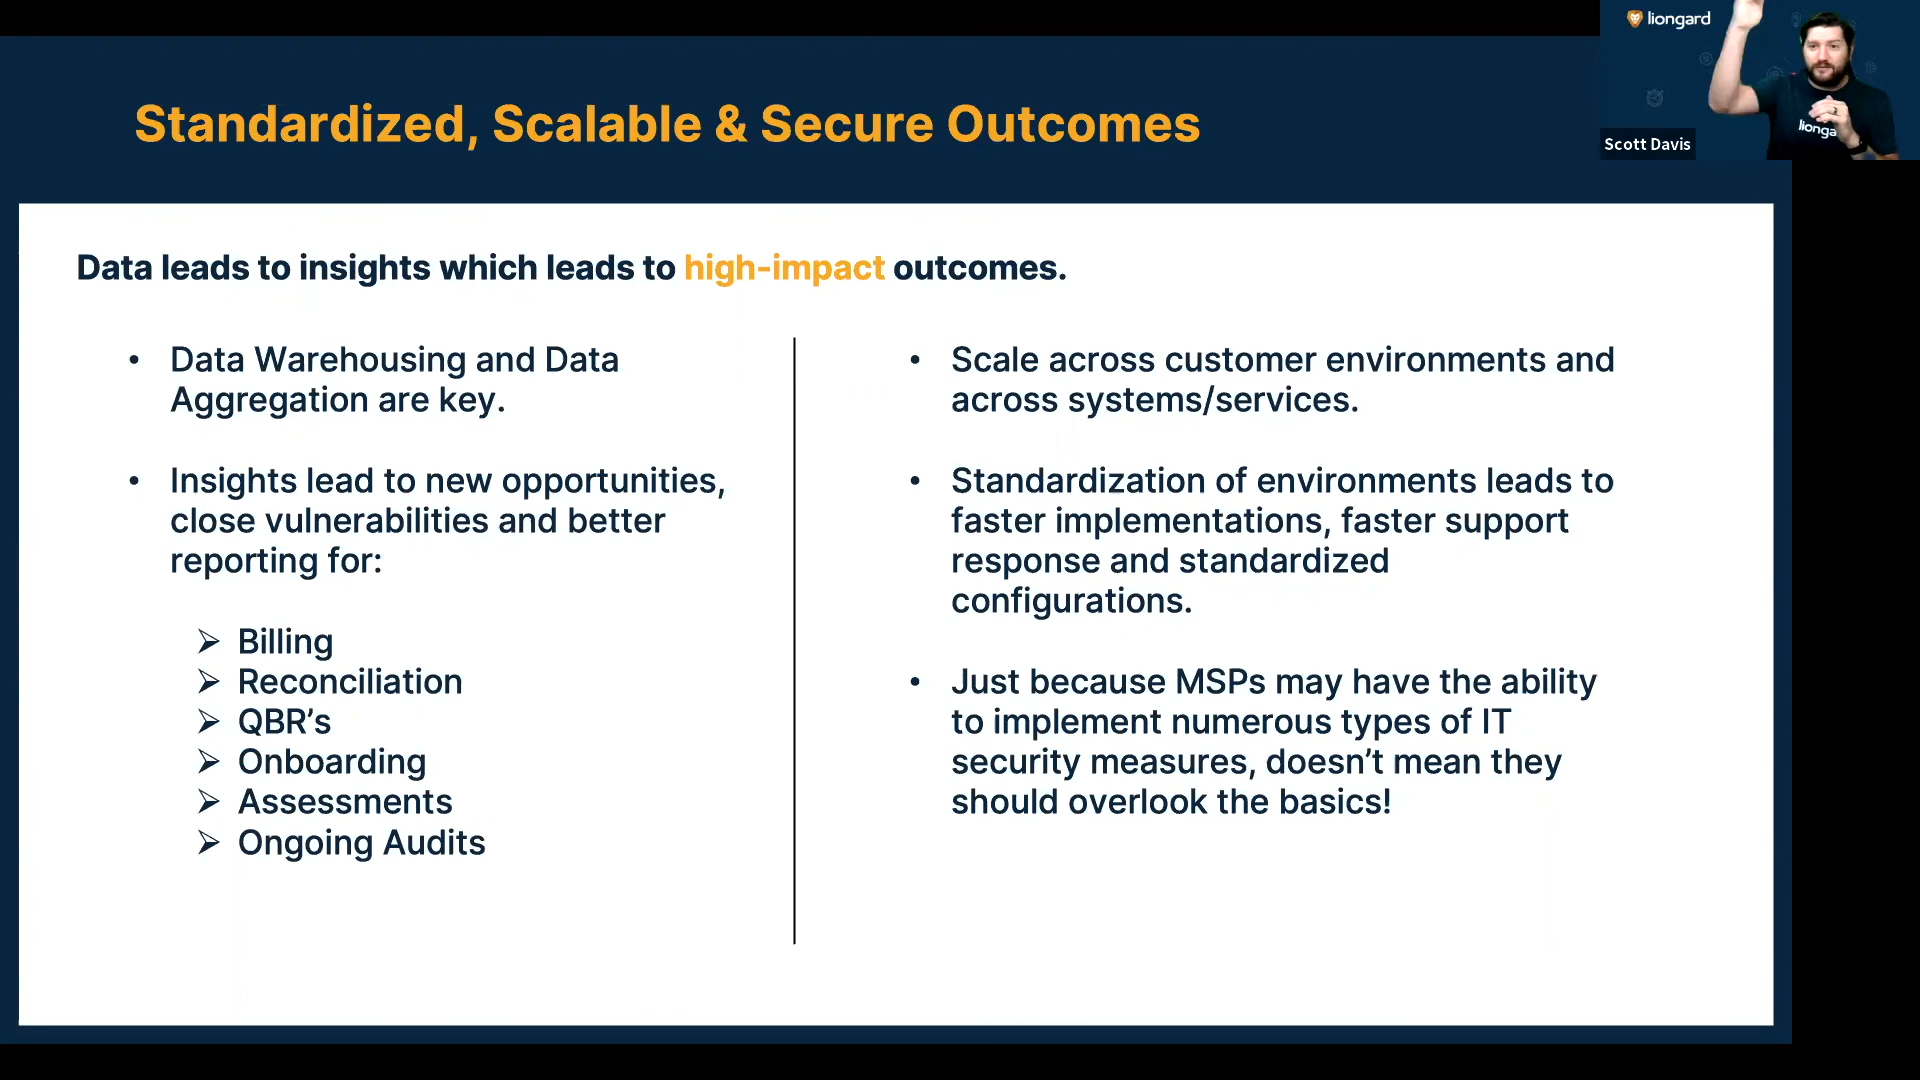 liongard
Standardized, Scalable & Secure Outcomes
lionga
Scott Davis
Data leads to insights which leads to high-impact outcomes.
• Data Warehousing and Data
Aggregation are key.
• Insights lead to new opportunities,
close vulnerabilities and better
reporting for:
➢ Billing
➢ Reconciliation
➢ QBR’s
➢ Onboarding
➢ Assessments
➢ Ongoing Audits
• Scale across customer environments and
across systems/services.
• Standardization of environments leads to
faster implementations, faster support
response and standardized
configurations.
• Just because MSPs may have the ability
to implement numerous types of IT
security measures, doesn’t mean they
should overlook the basics!